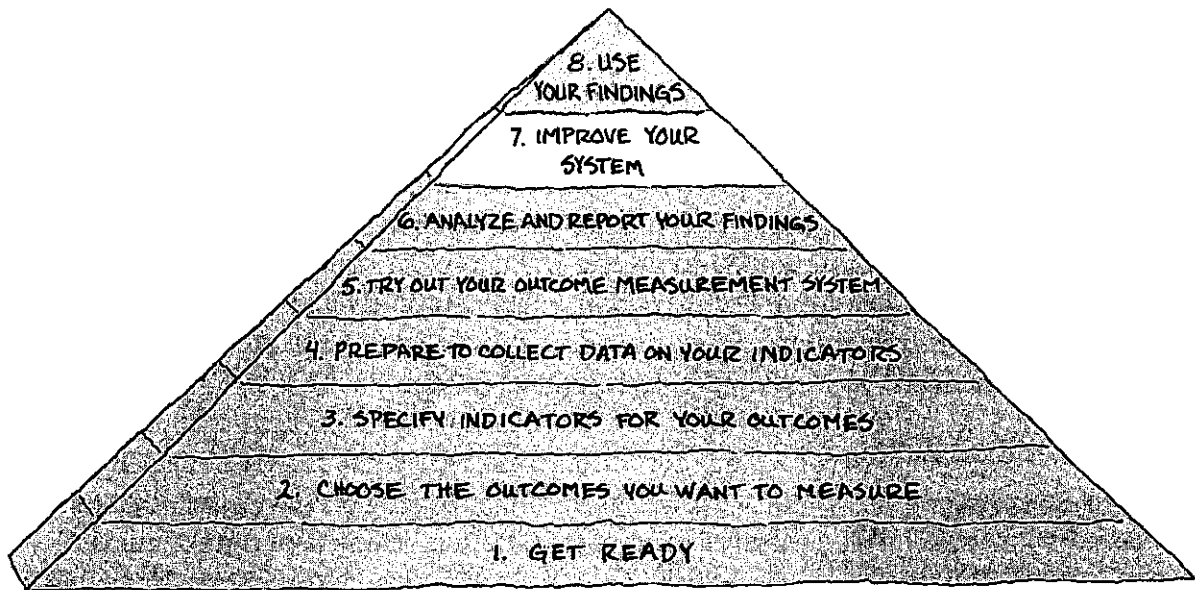 8. USE
YOUR FINDINGS
7. IMPROVE YOUR
SYSTEM
6. ANALYZE AND REPORT YOUR FINDINGS
5. TRY OUT YOUR OUTCOME MEASUREMENT SYSTEM
4. PREPARE TO COLLECT DATA ON YOUR INDICATORS
3. SPECIFY INDICATORS FOR YOUR OUTCOMES
2. CHOOSE THE OUTCOMES YOU WANT TO MEASURE
1. GET READY